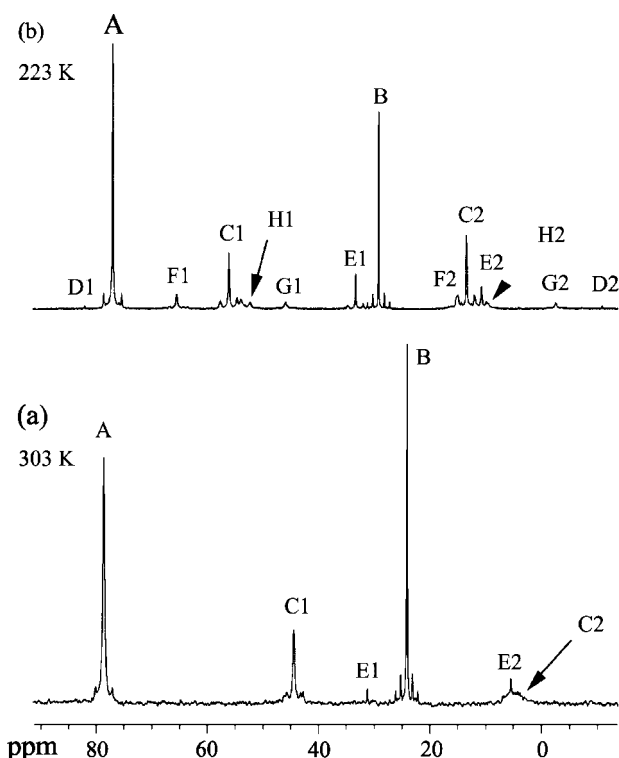 (b)
223 K
A
B
D1
F1
C1
H1
G1
E1
F2
C2
E2
H2
G2
D2
(a)
303 K
A
C1
E1
B
E2
C2
ppm 80 60 40 20 0